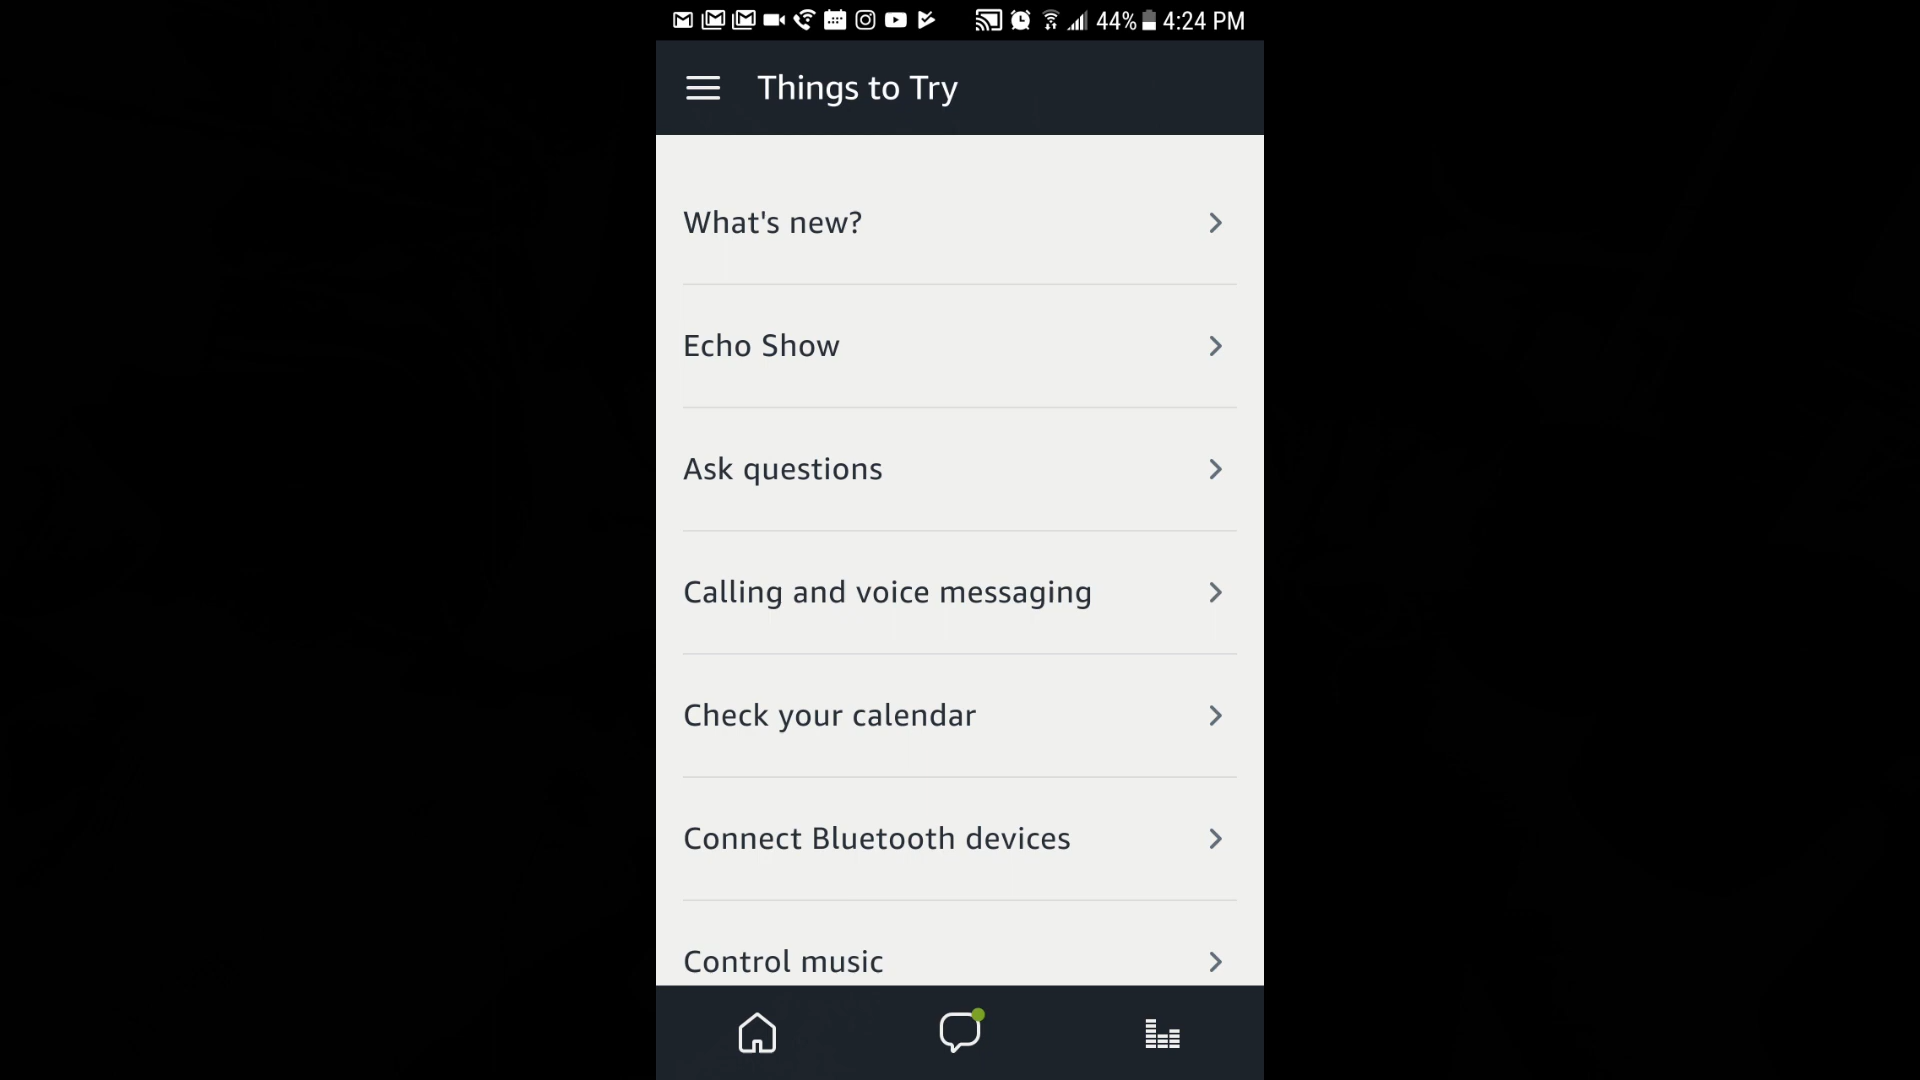 44% 4:24 PM
Things to Try
What's new?
Echo Show
Ask questions
Calling and voice messaging
Check your calendar
Connect Bluetooth devices
Control music